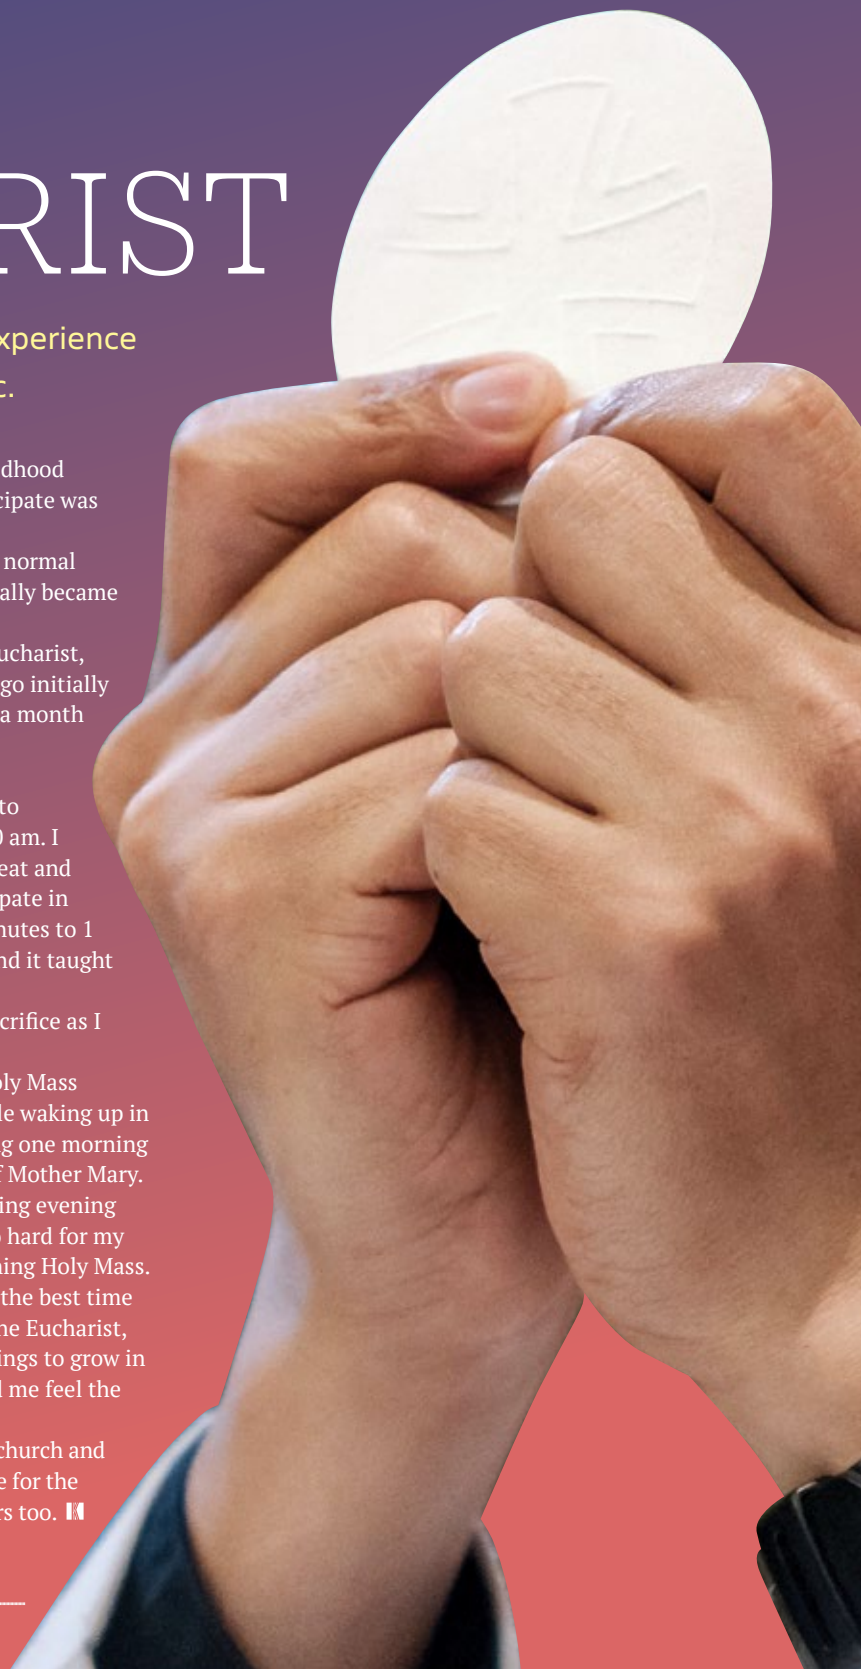 RIST
xperience
c.
dhood
cipate was
normal
ally became
ucharist,
go initially
a month
to
0 am. I
eat and
pate in
nutes to 1
nd it taught
crifice as I
oly Mass
le waking up in
g one morning
f Mother Mary.
ing evening
o hard for my
ning Holy Mass.
the best time
he Eucharist,
ings to grow in
l me feel the
church and
e for the
rs too.